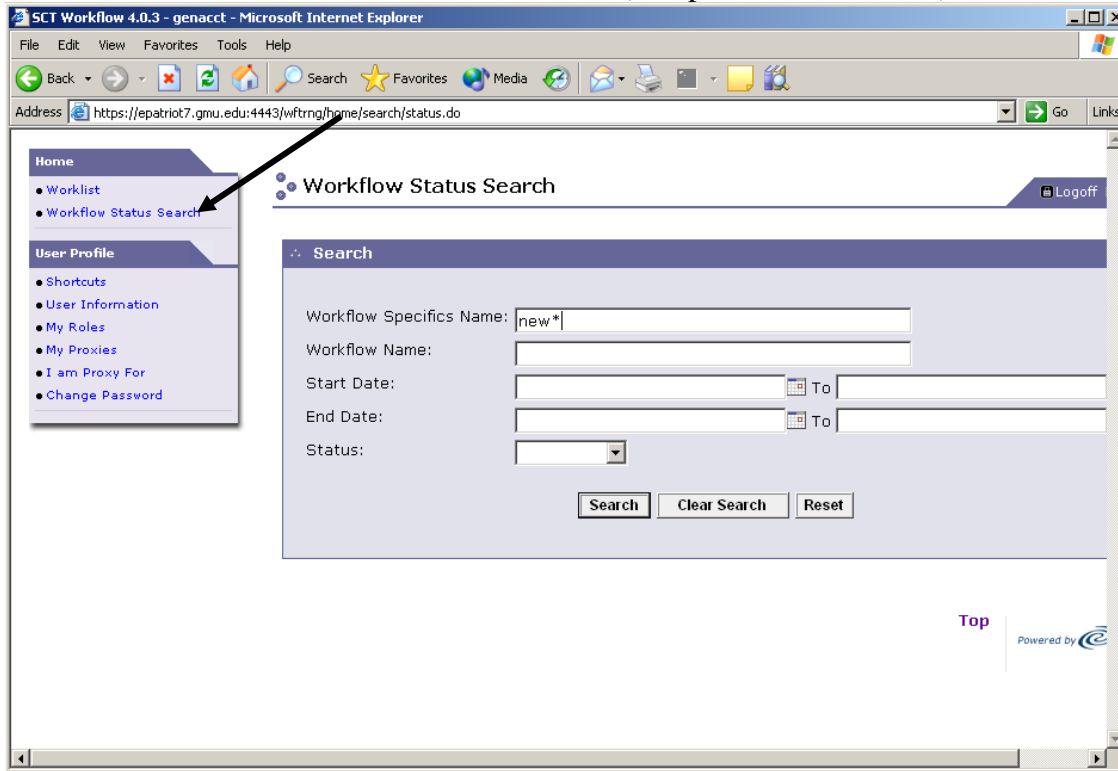 SCT Workflow 4.0.3 - genacct - Microsoft Internet Explorer
File Edit View Favorites Tools Help
Back Search Favorites Media
Address https://epatriot7.gmu.edu:4443/wftrng/home/search/status.do Go Links
Home
Worklist
Workflow Status Search
User Profile
Shortcuts
User Information
My Roles
My Proxies
I am Proxy For
Change Password
Workflow Status Search
Logoff
Search
Workflow Specifics Name: new*
Workflow Name:
Start Date: To
End Date: To
Status:
Search Clear Search Reset
Top
Powered by